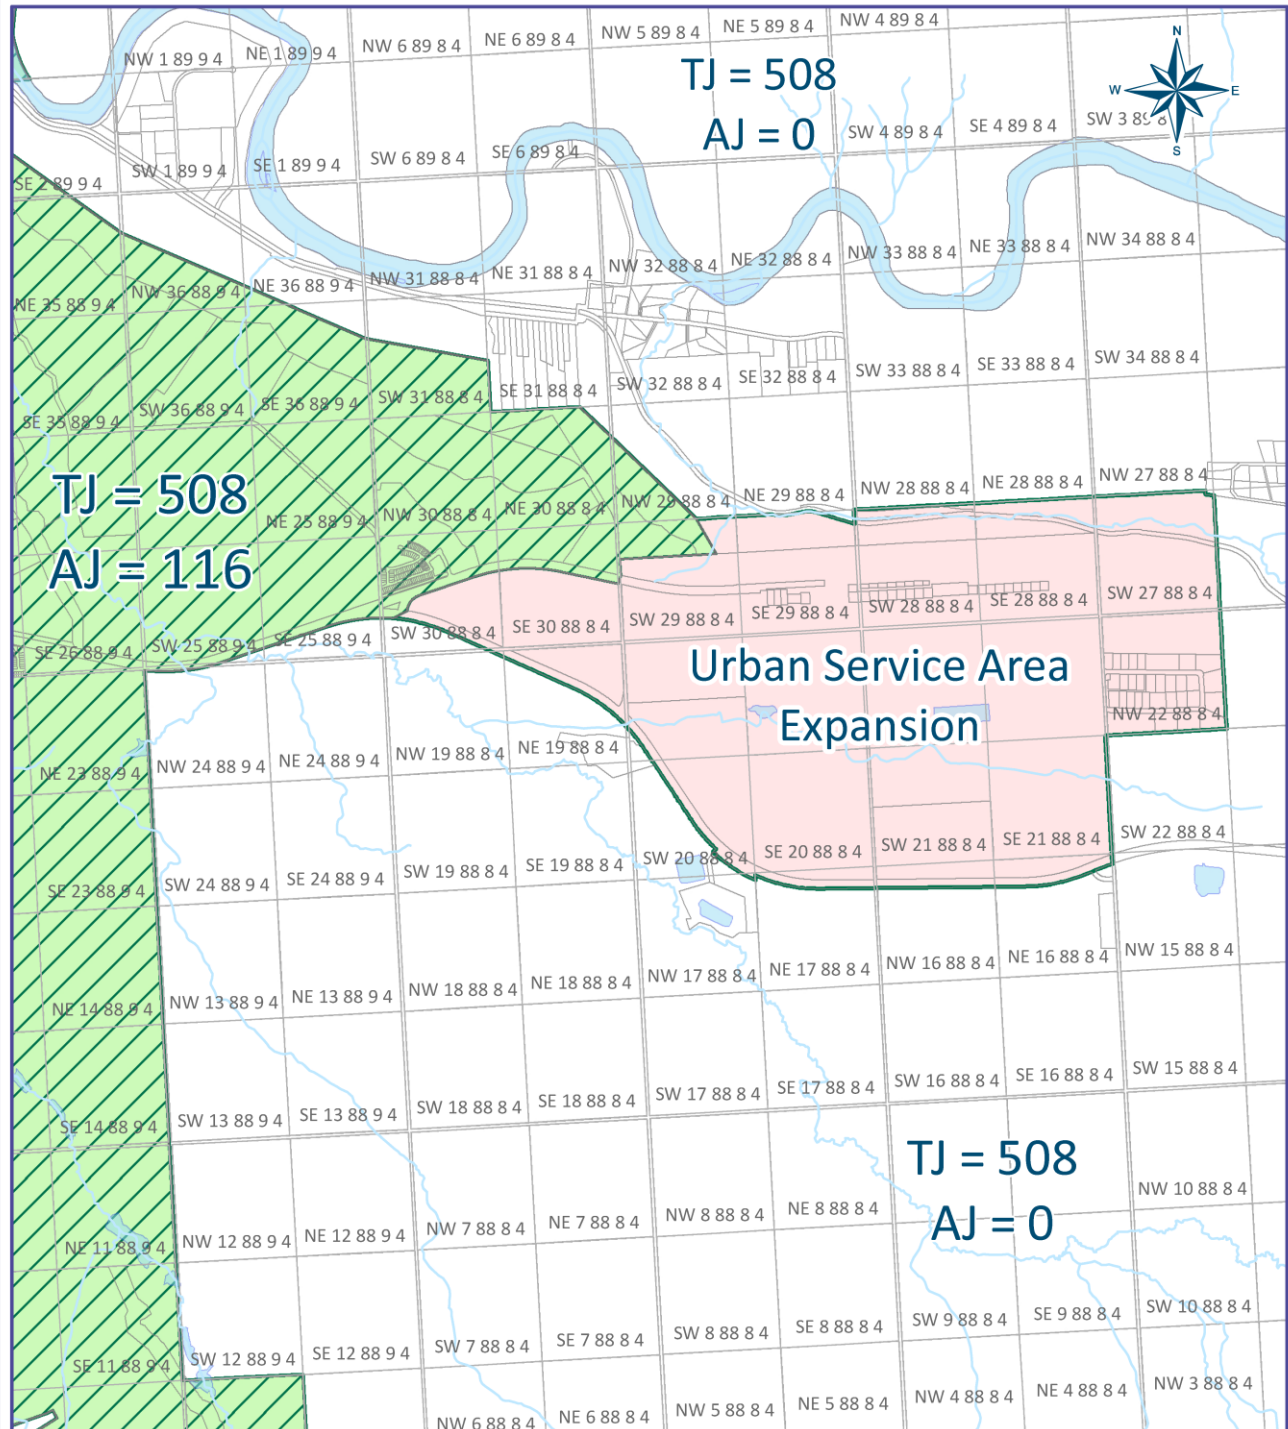 NW 4 89 8 4
NW 5 89 8 4
NE 5 89 8 4
NE 6 89 8 4
NW 6 89 8 4
NE 1 89 9 4
NW 1 89 9 4
N
W
E
S
TJ = 508
AJ = 0
SW 3 89 8
SE 4 89 8 4
SW 4 89 8 4
SE 6 89 8 4
SW 6 89 8 4
SE 1 89 9 4
SW 1 89 9 4
SE 2 89 9 4
NW 34 88 8 4
NE 33 88 8 4
NW 33 88 8 4
NE 32 88 8 4
NW 32 88 8 4
NE 31 88 8 4
NW 31 88 8 4
NE 36 88 9 4
NW 36 88 9 4
NE 35 88 9 4
SW 34 88 8 4
SE 33 88 8 4
SW 33 88 8 4
SE 32 88 8 4
SW 32 88 8 4
SE 31 88 8 4
SW 31 88 8 4
SE 36 88 9 4
SW 36 88 9 4
SE 35 88 9 4
TJ = 508
AJ = 116
NW 27 88 8 4
NE 28 88 8 4
NW 28 88 8 4
NE 29 88 8 4
NW 29 88 8 4
NE 30 88 8 4
NW 30 88 8 4
NE 25 88 9 4
SW 27 88 8 4
SE 28 88 8 4
SW 28 88 8 4
SE 29 88 8 4
SW 29 88 8 4
SE 30 88 8 4
SW 30 88 8 4
SE 25 88 9 4
SW 25 88 9 4
SE 26 88 9 4
Urban Service Area
Expansion
NW 22 88 8 4
NE 19 88 8 4
NW 19 88 8 4
NE 24 88 9 4
NW 24 88 9 4
NE 23 88 9 4
SW 22 88 8 4
SE 21 88 8 4
SW 21 88 8 4
SE 20 88 8 4
SW 20 88 8 4
SE 19 88 8 4
SW 19 88 8 4
SE 24 88 9 4
SW 24 88 9 4
SE 23 88 9 4
NW 15 88 8 4
NE 16 88 8 4
NW 16 88 8 4
NE 17 88 8 4
NW 17 88 8 4
NE 18 88 8 4
NW 18 88 8 4
NE 13 88 9 4
NW 13 88 9 4
NE 14 88 9 4
SW 15 88 8 4
SE 16 88 8 4
SW 16 88 8 4
SE 17 88 8 4
SW 17 88 8 4
SE 18 88 8 4
SW 18 88 8 4
SE 13 88 9 4
SW 13 88 9 4
SE 14 88 9 4
TJ = 508
AJ = 0
NW 10 88 8 4
NE 8 88 8 4
NW 8 88 8 4
NE 7 88 8 4
NW 7 88 8 4
NE 12 88 9 4
NW 12 88 9 4
NE 11 88 9 4
SW 10 88 8 4
SE 9 88 8 4
SW 9 88 8 4
SE 8 88 8 4
SW 8 88 8 4
SE 7 88 8 4
SW 7 88 8 4
SE 12 88 9 4
SW 12 88 9 4
SE 11 88 9 4
NW 3 88 8 4
NE 4 88 8 4
NW 4 88 8 4
NE 5 88 8 4
NW 5 88 8 4
NE 6 88 8 4
NW 6 88 8 4